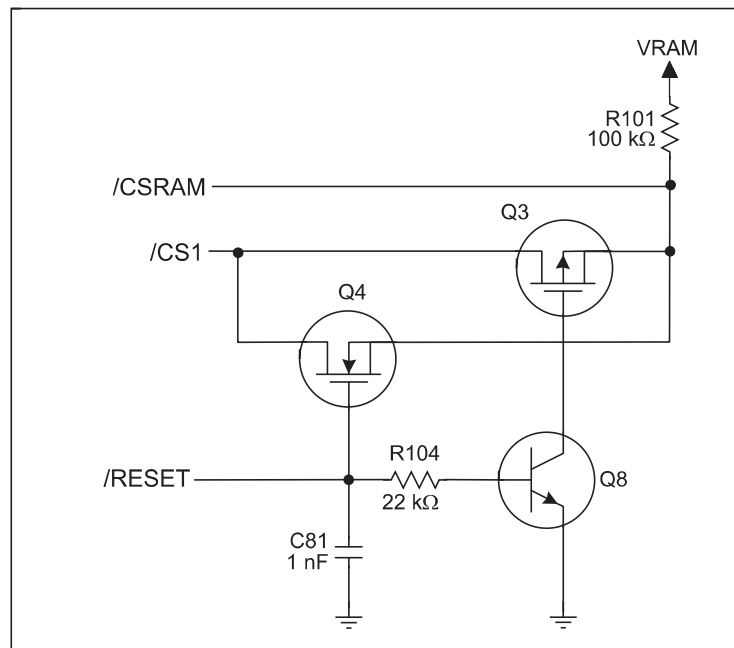 VRAM
R101
100 kΩ
/CSRAM
Q3
/CS1
Q4
R104
/RESET
22 kΩ
Q8
C81
1 nF